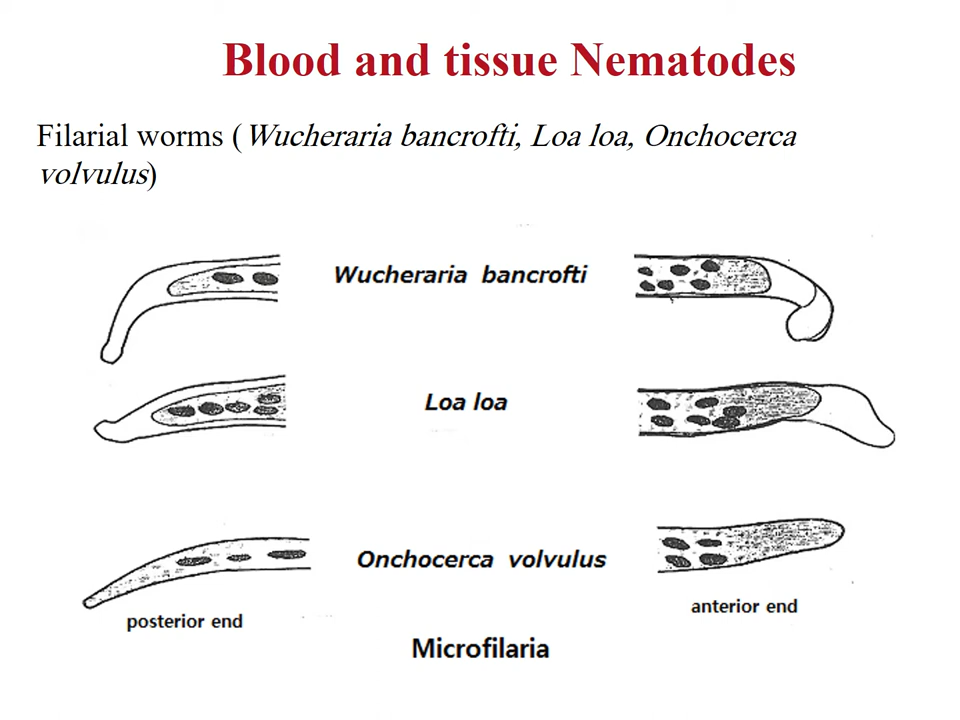 Blood and tissue Nematodes
Filarial worms ( Wucheraria bancrofti, Loa loa, Onchocerca
volvulus)
Wucheraria bancrofti
Loa loa
Onchocerca volvulus
posterior end
anterior end
Microfilaria